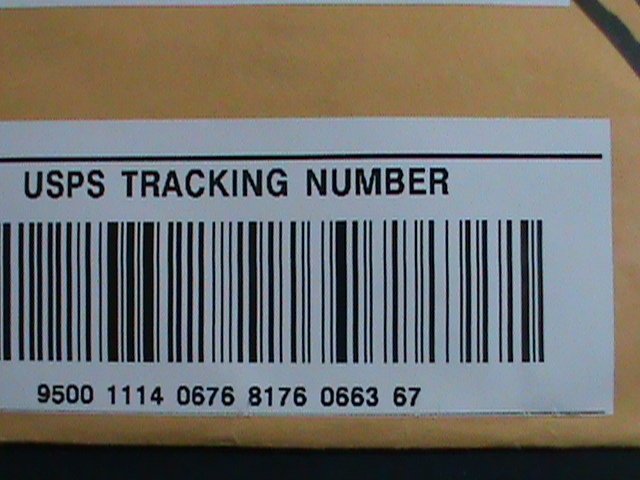 USPS TRACKING NUMBER
9500 1114 0676 8176 0663 67